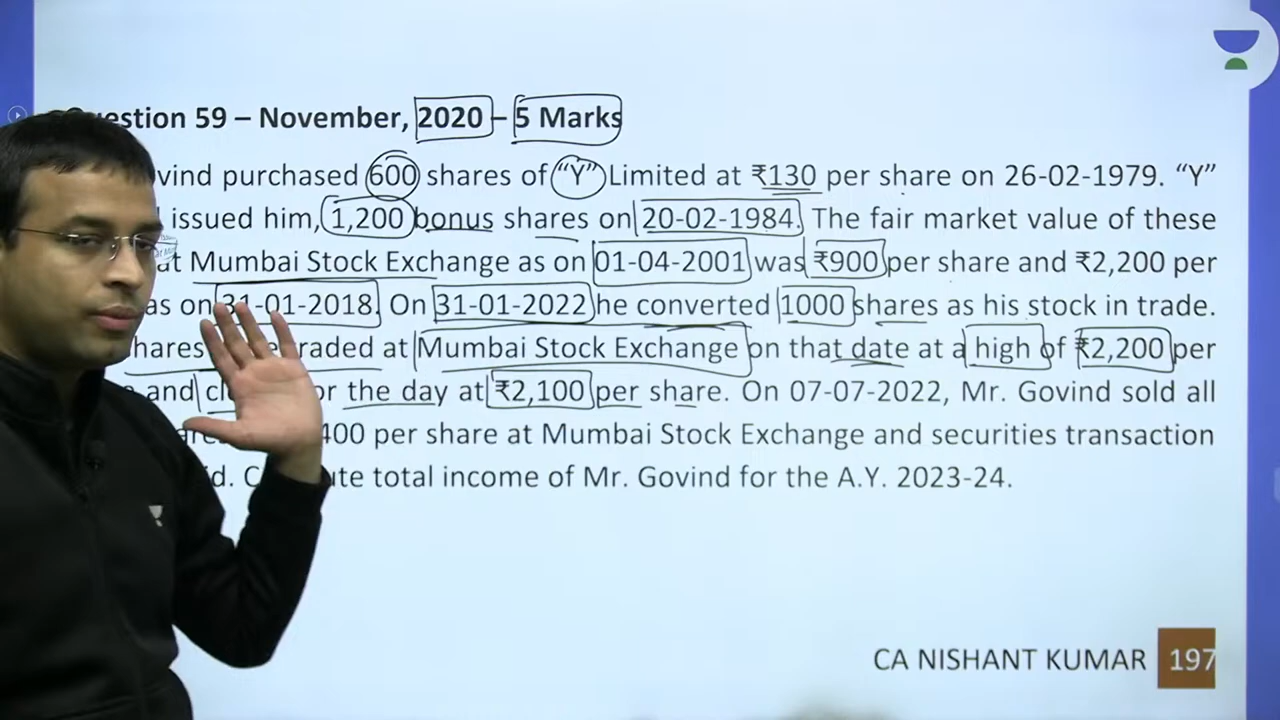 estion 59 – November, 2020 – 5 Marks
vind purchased 600 shares of “Y” Limited at ₹130 per share on 26-02-1979. “Y”
issued him, 1,200 bonus shares on 20-02-1984. The fair market value of these
at Mumbai Stock Exchange as on 01-04-2001 was ₹900 per share and ₹2,200 per
as on 31-01-2018. On 31-01-2022 he converted 1000 shares as his stock in trade.
hares traded at Mumbai Stock Exchange on that date at a high of ₹2,200 per
and cl or the day at ₹2,100 per share. On 07-07-2022, Mr. Govind sold all
400 per share at Mumbai Stock Exchange and securities transaction
d. C ute total income of Mr. Govind for the A.Y. 2023-24.
CA NISHANT KUMAR 197